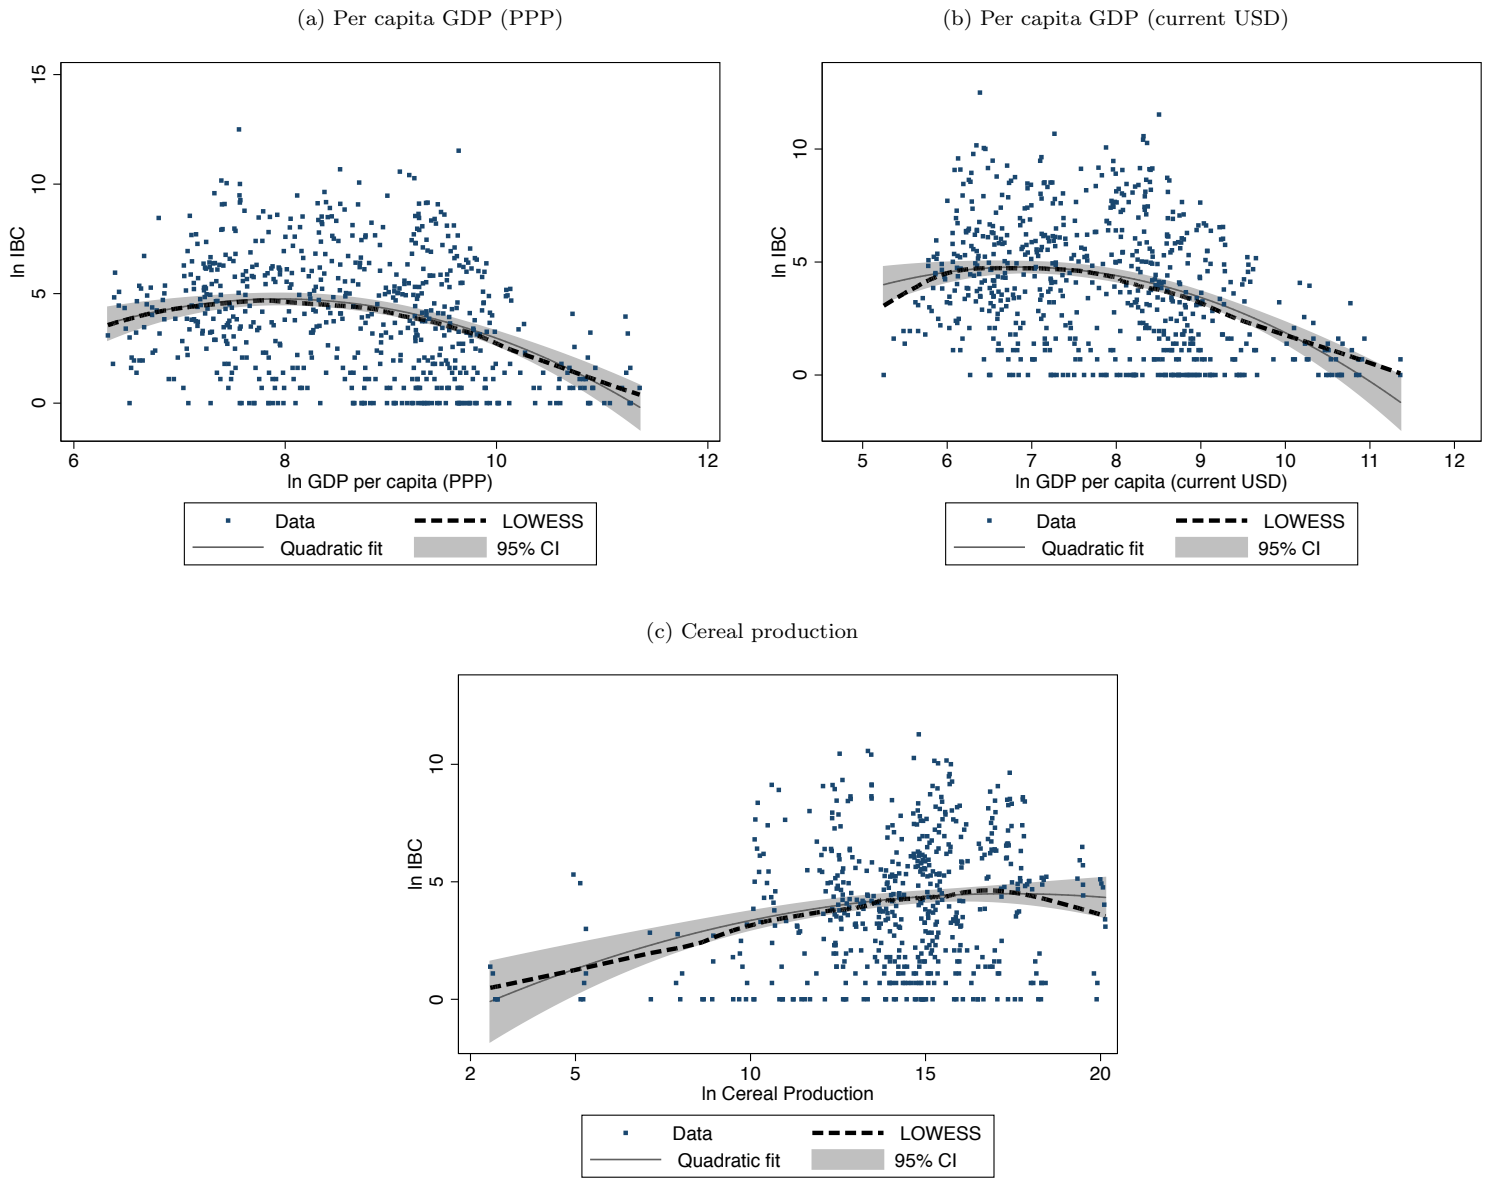 (a) Per capita GDP (PPP)
15
10
5
0
ln IBC
6 8 10 12
ln GDP per capita (PPP)
Data LOWESS
Quadratic fit 95% CI
(b) Per capita GDP (current USD)
10
5
0
ln IBC
5 6 7 8 9 10 11 12
ln GDP per capita (current USD)
Data LOWESS
Quadratic fit 95% CI
(c) Cereal production
10
5
0
ln IBC
2 5 10 15 20
ln Cereal Production
Data LOWESS
Quadratic fit 95% CI